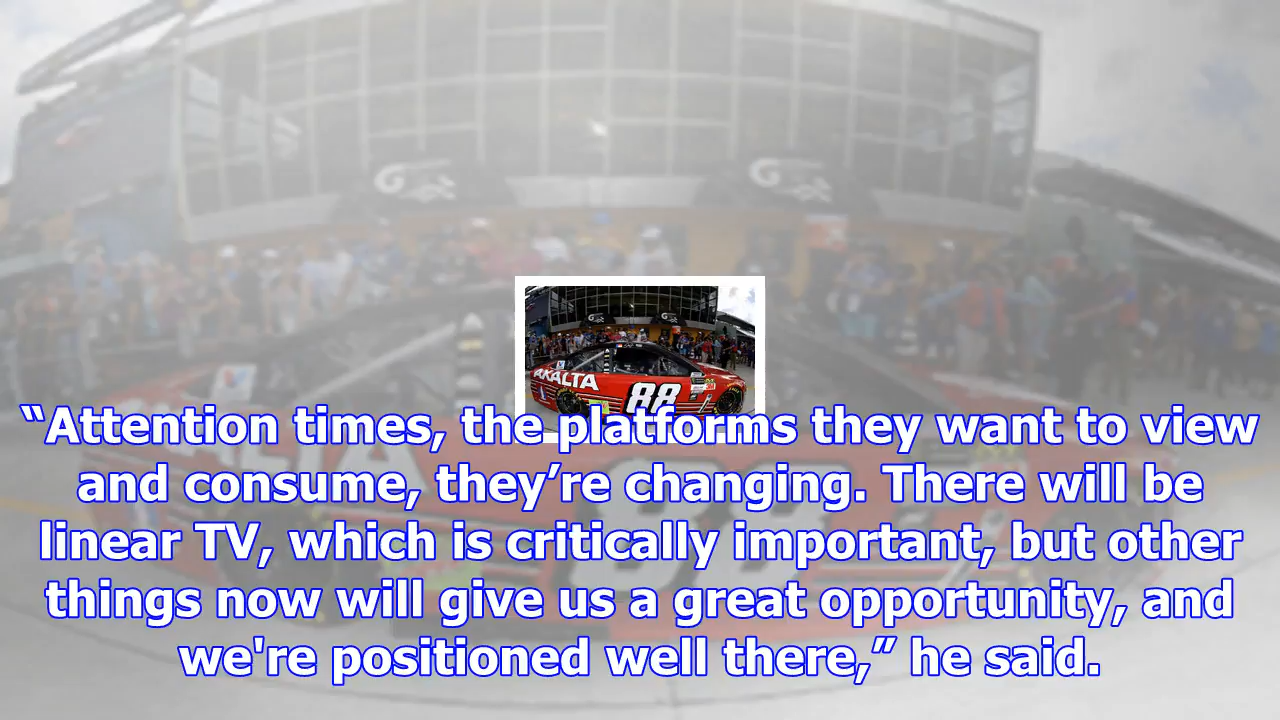 AXALTA
88
“Attention times, the platforms they want to view
and consume, they’re changing. There will be
linear TV, which is critically important, but other
things now will give us a great opportunity, and
we're positioned well there,” he said.